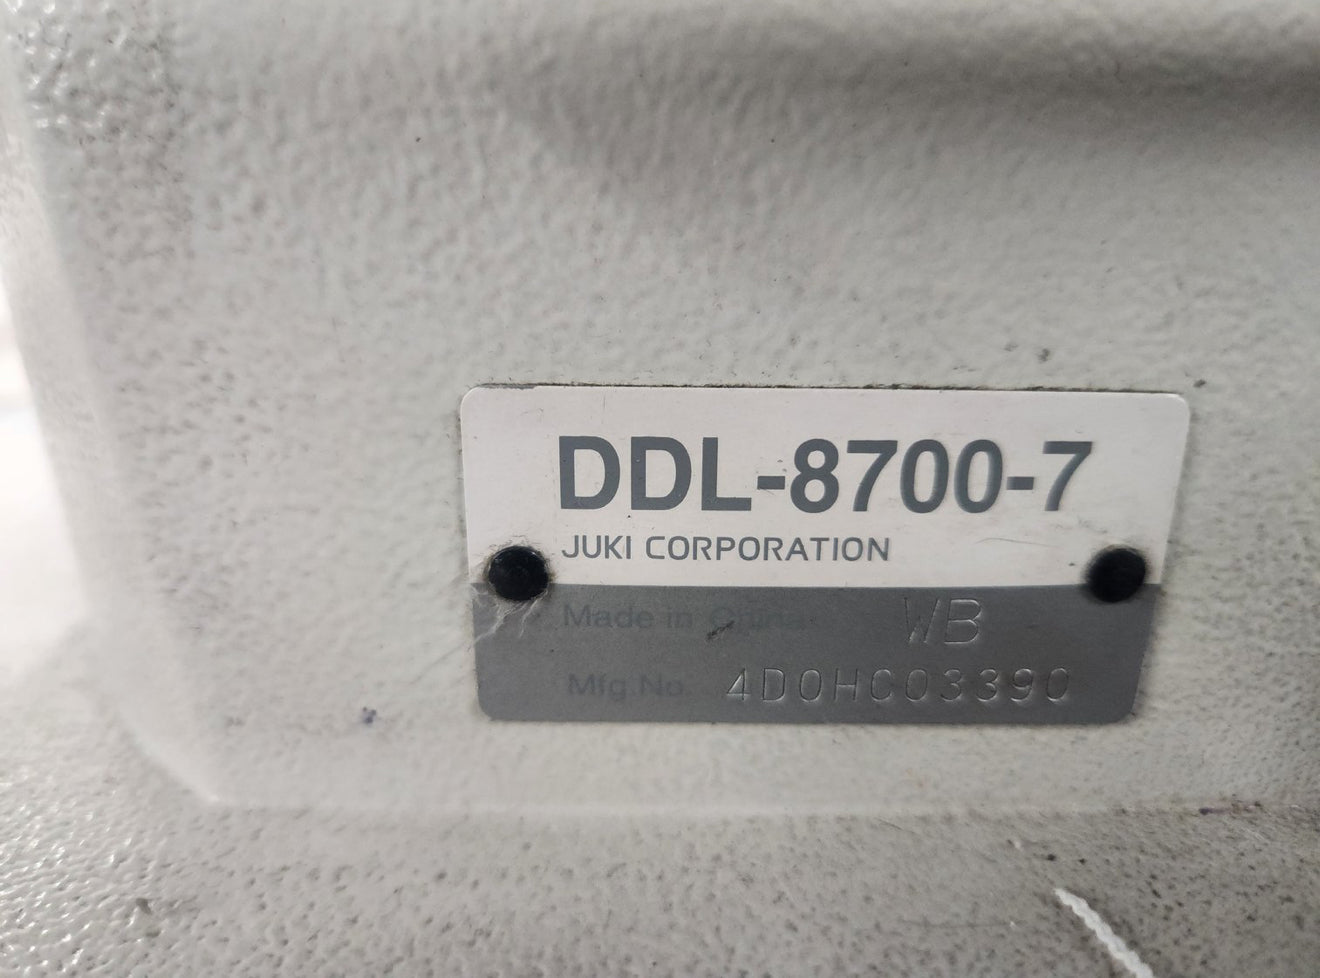 DDL-8700-7
JUKI CORPORATION
Made in China WB
Mfg.No. 4D0HC03390